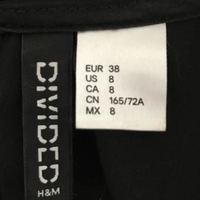 DIVIDED
H&M
EUR 38
US 8
CA 8
CN 165/72A
MX 8